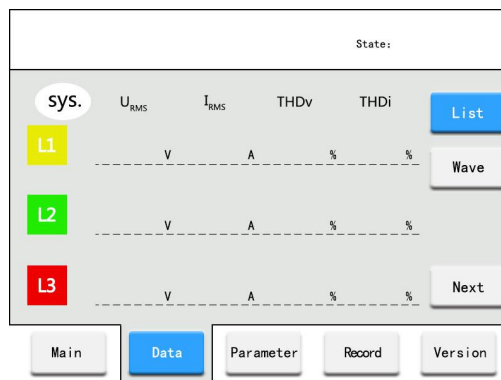 State:
sys. URMS IRMS THDv THDi
List
L1 V A % %
Wave
L2 V A % %
L3 V A % %
Next
Main Data Parameter Record Version